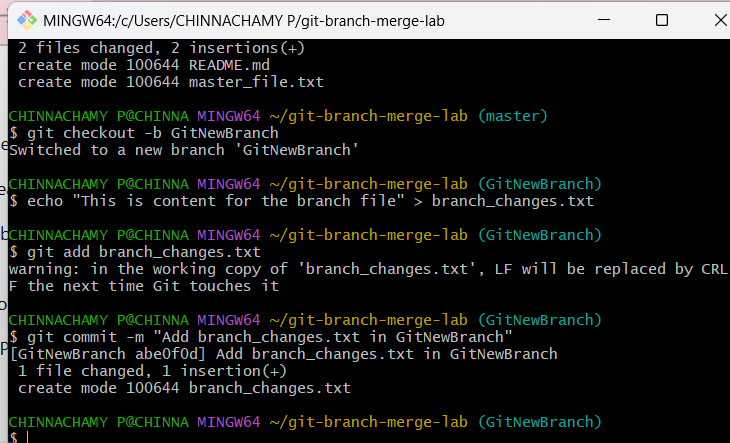 MINGW64:/c/Users/CHINNACHAMY P/git-branch-merge-lab
2 files changed, 2 insertions(+)
create mode 100644 README.md
create mode 100644 master_file.txt
CHINNACHAMY P@CHINNA MINGW64 ~/git-branch-merge-lab (master)
$ git checkout -b GitNewBranch
Switched to a new branch 'GitNewBranch'
CHINNACHAMY P@CHINNA MINGW64 ~/git-branch-merge-lab (GitNewBranch)
$ echo "This is content for the branch file" > branch_changes.txt
CHINNACHAMY P@CHINNA MINGW64 ~/git-branch-merge-lab (GitNewBranch)
$ git add branch_changes.txt
warning: in the working copy of 'branch_changes.txt', LF will be replaced by CRL
F the next time Git touches it
CHINNACHAMY P@CHINNA MINGW64 ~/git-branch-merge-lab (GitNewBranch)
$ git commit -m "Add branch_changes.txt in GitNewBranch"
[GitNewBranch abe0f0d] Add branch_changes.txt in GitNewBranch
1 file changed, 1 insertion(+)
create mode 100644 branch_changes.txt
CHINNACHAMY P@CHINNA MINGW64 ~/git-branch-merge-lab (GitNewBranch)
$